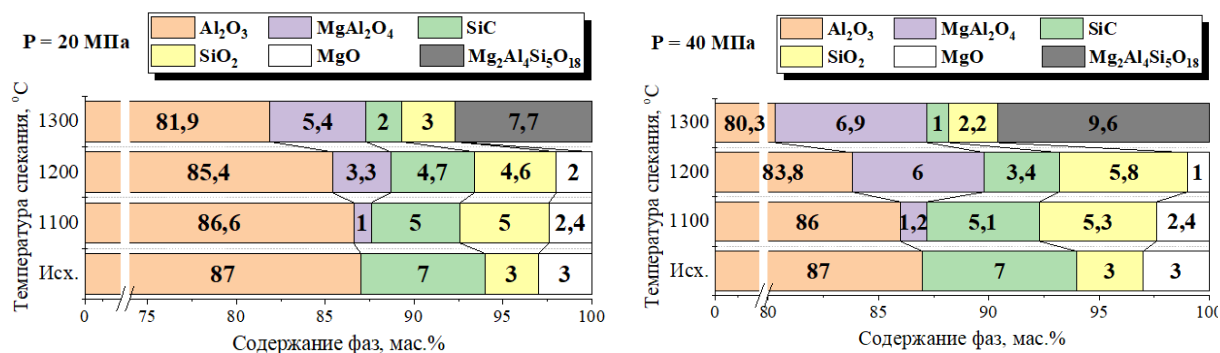 P = 20 МПа
Al₂O₃ MgAl₂O₄ SiC
SiO₂ MgO Mg₂Al₄Si₅O₁₈
Температура спекания, °C
1300 81,9 5,4 2 3 7,7
1200 85,4 3,3 4,7 4,6 2
1100 86,6 1 5 5 2,4
Исх. 87 7 3 3
0 75 80 85 90 95 100
Содержание фаз, мас.%
P = 40 МПа
Al₂O₃ MgAl₂O₄ SiC
SiO₂ MgO Mg₂Al₄Si₅O₁₈
Температура спекания, °C
1300 80,3 6,9 1 2,2 9,6
1200 83,8 6 3,4 5,8 1
1100 86 1,2 5,1 5,3 2,4
Исх. 87 7 3 3
0 80 85 90 95 100
Содержание фаз, мас.%